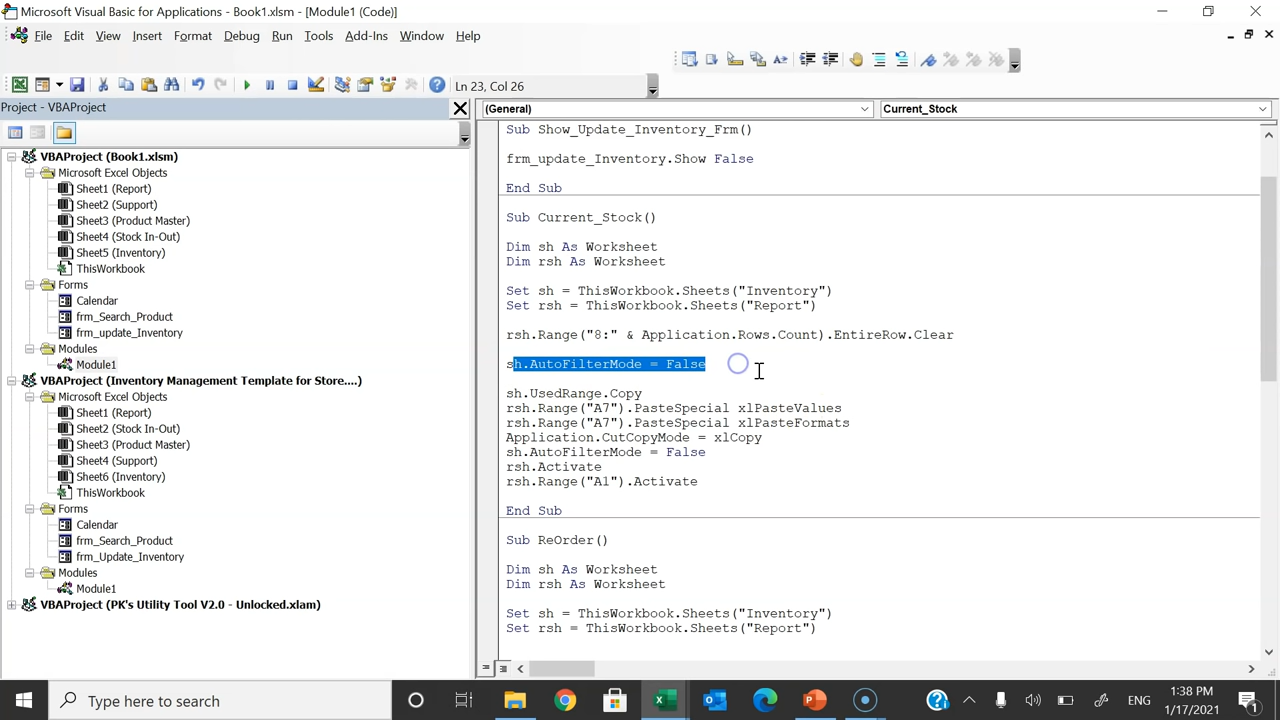 Microsoft Visual Basic for Applications - Book1.xlsm - [Module1 (Code)]
File Edit View Insert Format Debug Run Tools Add-Ins Window Help
Ln 23, Col 26
Project - VBAProject
(General)
Current_Stock
VBAProject (Book1.xlsm)
Microsoft Excel Objects
Sheet1 (Report)
Sheet2 (Support)
Sheet3 (Product Master)
Sheet4 (Stock In-Out)
Sheet5 (Inventory)
ThisWorkbook
Forms
Calendar
frm_Search_Product
frm_update_Inventory
Modules
Module1
VBAProject (Inventory Management Template for Store....)
Microsoft Excel Objects
Sheet1 (Report)
Sheet2 (Stock In-Out)
Sheet3 (Product Master)
Sheet4 (Support)
Sheet6 (Inventory)
ThisWorkbook
Forms
Calendar
frm_Search_Product
frm_Update_Inventory
Modules
Module1
VBAProject (PK's Utility Tool V2.0 - Unlocked.xlam)
Sub Show_Update_Inventory_Frm()
frm_update_Inventory.Show False
End Sub
Sub Current_Stock()
Dim sh As Worksheet
Dim rsh As Worksheet
Set sh = ThisWorkbook.Sheets("Inventory")
Set rsh = ThisWorkbook.Sheets("Report")
rsh.Range("8:" & Application.Rows.Count).EntireRow.Clear
sh.AutoFilterMode = False
sh.UsedRange.Copy
rsh.Range("A7").PasteSpecial xlPasteValues
rsh.Range("A7").PasteSpecial xlPasteFormats
Application.CutCopyMode = xlCopy
sh.AutoFilterMode = False
rsh.Activate
rsh.Range("A1").Activate
End Sub
Sub ReOrder()
Dim sh As Worksheet
Dim rsh As Worksheet
Set sh = ThisWorkbook.Sheets("Inventory")
Set rsh = ThisWorkbook.Sheets("Report")
Type here to search
ENG
1:38 PM
1/17/2021
1